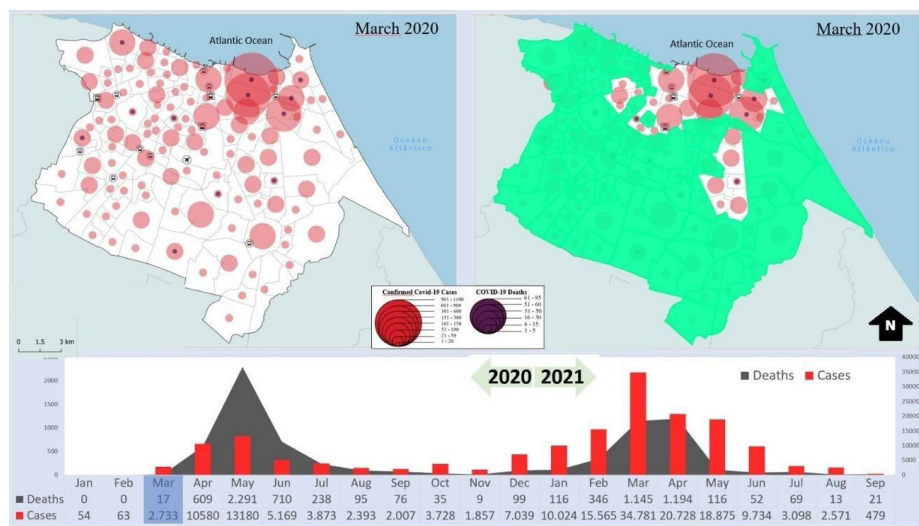 March 2020
March 2020
Atlantic Ocean
Atlantic Ocean
Oceano
Atlântico
Oceano
Atlântico
Confirmed Covid-19 Cases
901 - 1100
601 - 900
301 - 600
151 - 300
101 - 150
51 - 100
21 - 50
1 - 20
COVID-19 Deaths
61 - 85
51 - 60
31 - 50
16 - 30
6 - 15
1 - 5
0 1.5 3 km
N
2020 2021
Deaths Cases
2500
2000
1500
1000
500
0
40000
35000
30000
25000
20000
15000
10000
5000
0
Jan Feb Mar Apr May Jun Jul Aug Sep Oct Nov Dec Jan Feb Mar Apr May Jun Jul Aug Sep
Deaths 0 0 17 609 2.291 710 238 95 76 35 9 99 116 346 1.145 1.194 116 52 69 13 21
Cases 54 63 2.733 10580 13180 5.169 3.873 2.393 2.007 3.728 1.857 7.039 10.024 15.565 34.781 20.728 18.875 9.734 3.098 2.571 479